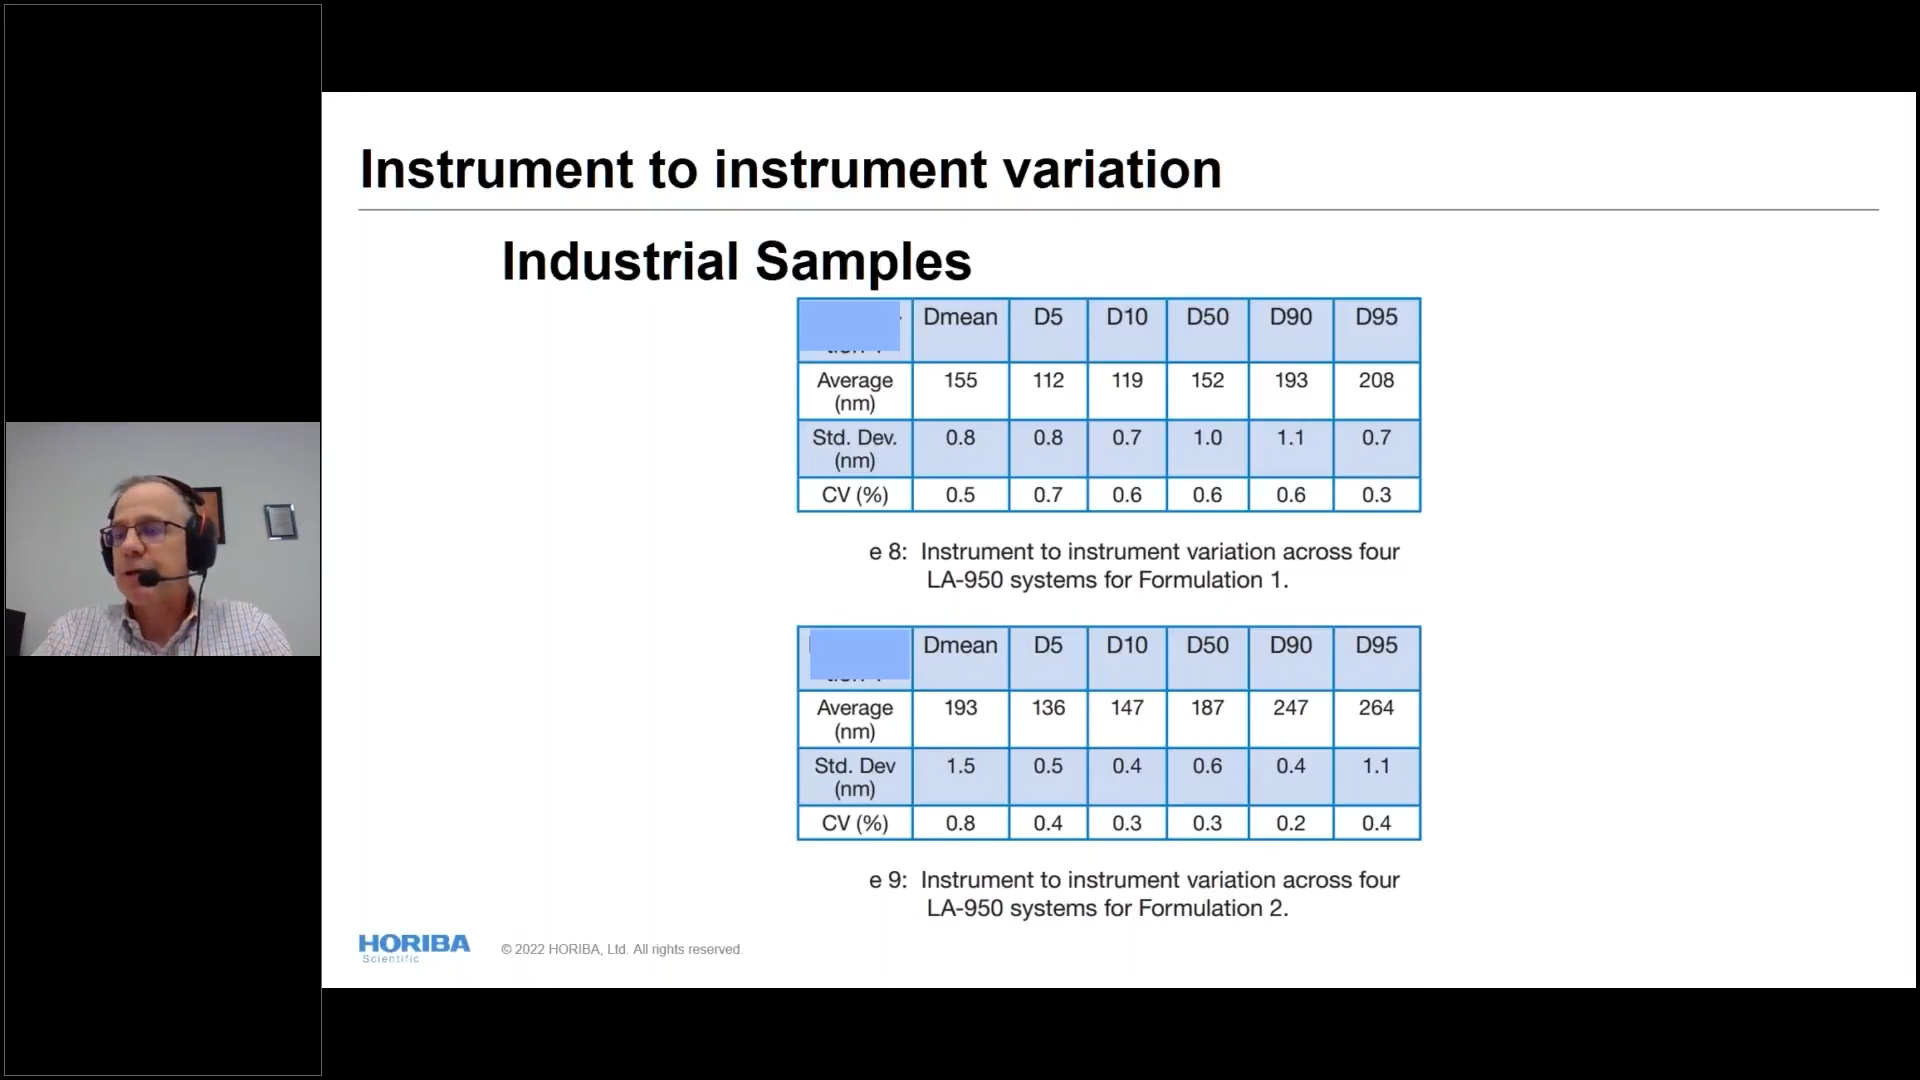 Instrument to instrument variation
Industrial Samples
Dmean D5 D10 D50 D90 D95
Average 155 112 119 152 193 208
(nm)
Std. Dev. 0.8 0.8 0.7 1.0 1.1 0.7
(nm)
CV (%) 0.5 0.7 0.6 0.6 0.6 0.3
e 8: Instrument to instrument variation across four
LA-950 systems for Formulation 1.
Dmean D5 D10 D50 D90 D95
Average 193 136 147 187 247 264
(nm)
Std. Dev 1.5 0.5 0.4 0.6 0.4 1.1
(nm)
CV (%) 0.8 0.4 0.3 0.3 0.2 0.4
e 9: Instrument to instrument variation across four
LA-950 systems for Formulation 2.
HORIBA
Scientific
© 2022 HORIBA, Ltd. All rights reserved.